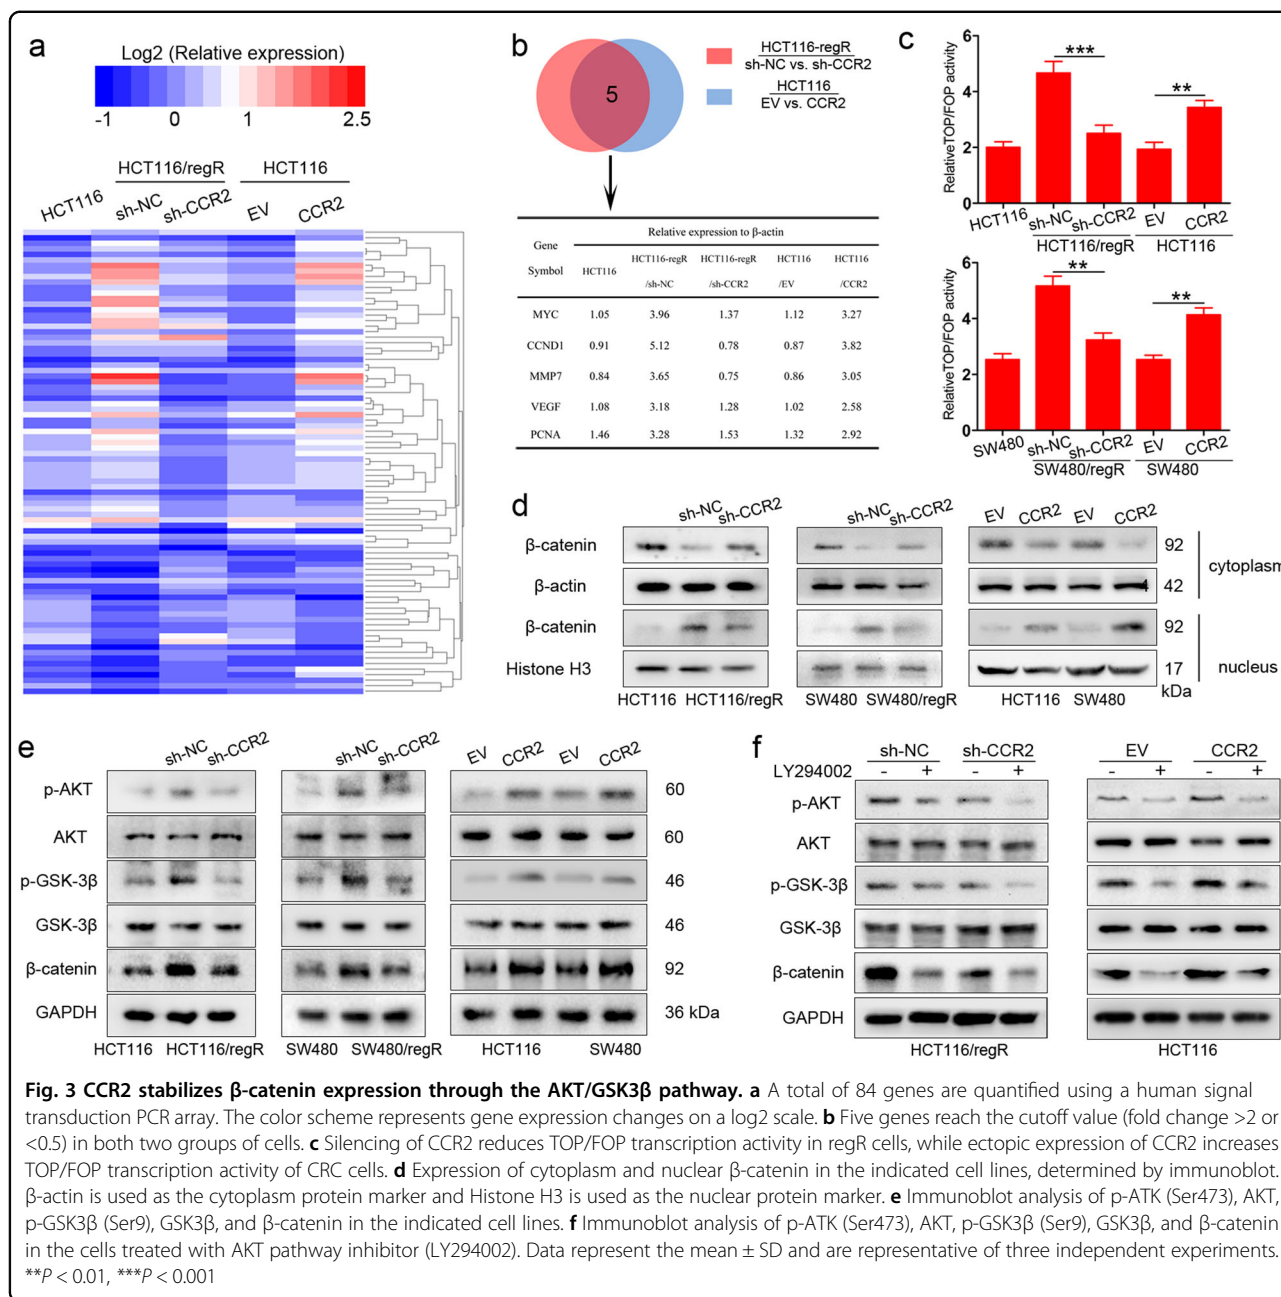 a
Log2 (Relative expression)
-1 0 1 2.5
HCT116/regR HCT116
HCT116 sh-NC sh-CCR2 EV CCR2
b
5
HCT116-regR
sh-NC vs. sh-CCR2
HCT116
EV vs. CCR2
Relative expression to β-actin
Gene Symbol HCT116 HCT116-regR /sh-NC HCT116-regR /sh-CCR2 HCT116 /EV HCT116 /CCR2
MYC 1.05 3.96 1.37 1.12 3.27
CCND1 0.91 5.12 0.78 0.87 3.82
MMP7 0.84 3.65 0.75 0.86 3.05
VEGF 1.08 3.18 1.28 1.02 2.58
PCNA 1.46 3.28 1.53 1.32 2.92
c
RelativeTOP/FOP activity
6
4
2
0
*** **
HCT116 sh-NC sh-CCR2 EV CCR2
HCT116/regR HCT116
RelativeTOP/FOP activity
6
4
2
0
** **
SW480 sh-NC sh-CCR2 EV CCR2
SW480/regR SW480
d
sh-NC sh-CCR2 sh-NC sh-CCR2 EV CCR2 EV CCR2
β-catenin 92
β-actin 42
cytoplasm
β-catenin 92
Histone H3 17
nucleus
kDa
HCT116 HCT116/regR SW480 SW480/regR HCT116 SW480
e
sh-NC sh-CCR2 sh-NC sh-CCR2 EV CCR2 EV CCR2
p-AKT 60
AKT 60
p-GSK-3β 46
GSK-3β 46
β-catenin 92
GAPDH 36 kDa
HCT116 HCT116/regR SW480 SW480/regR HCT116 SW480
f
sh-NC sh-CCR2 EV CCR2
LY294002 - + - + - + - +
p-AKT
AKT
p-GSK-3β
GSK-3β
β-catenin
GAPDH
HCT116/regR HCT116
Fig. 3 CCR2 stabilizes β-catenin expression through the AKT/GSK3β pathway. a A total of 84 genes are quantified using a human signal
transduction PCR array. The color scheme represents gene expression changes on a log2 scale. b Five genes reach the cutoff value (fold change >2 or
<0.5) in both two groups of cells. c Silencing of CCR2 reduces TOP/FOP transcription activity in regR cells, while ectopic expression of CCR2 increases
TOP/FOP transcription activity of CRC cells. d Expression of cytoplasm and nuclear β-catenin in the indicated cell lines, determined by immunoblot.
β-actin is used as the cytoplasm protein marker and Histone H3 is used as the nuclear protein marker. e Immunoblot analysis of p-ATK (Ser473), AKT,
p-GSK3β (Ser9), GSK3β, and β-catenin in the indicated cell lines. f Immunoblot analysis of p-ATK (Ser473), AKT, p-GSK3β (Ser9), GSK3β, and β-catenin
in the cells treated with AKT pathway inhibitor (LY294002). Data represent the mean ± SD and are representative of three independent experiments.
**P < 0.01, ***P < 0.001